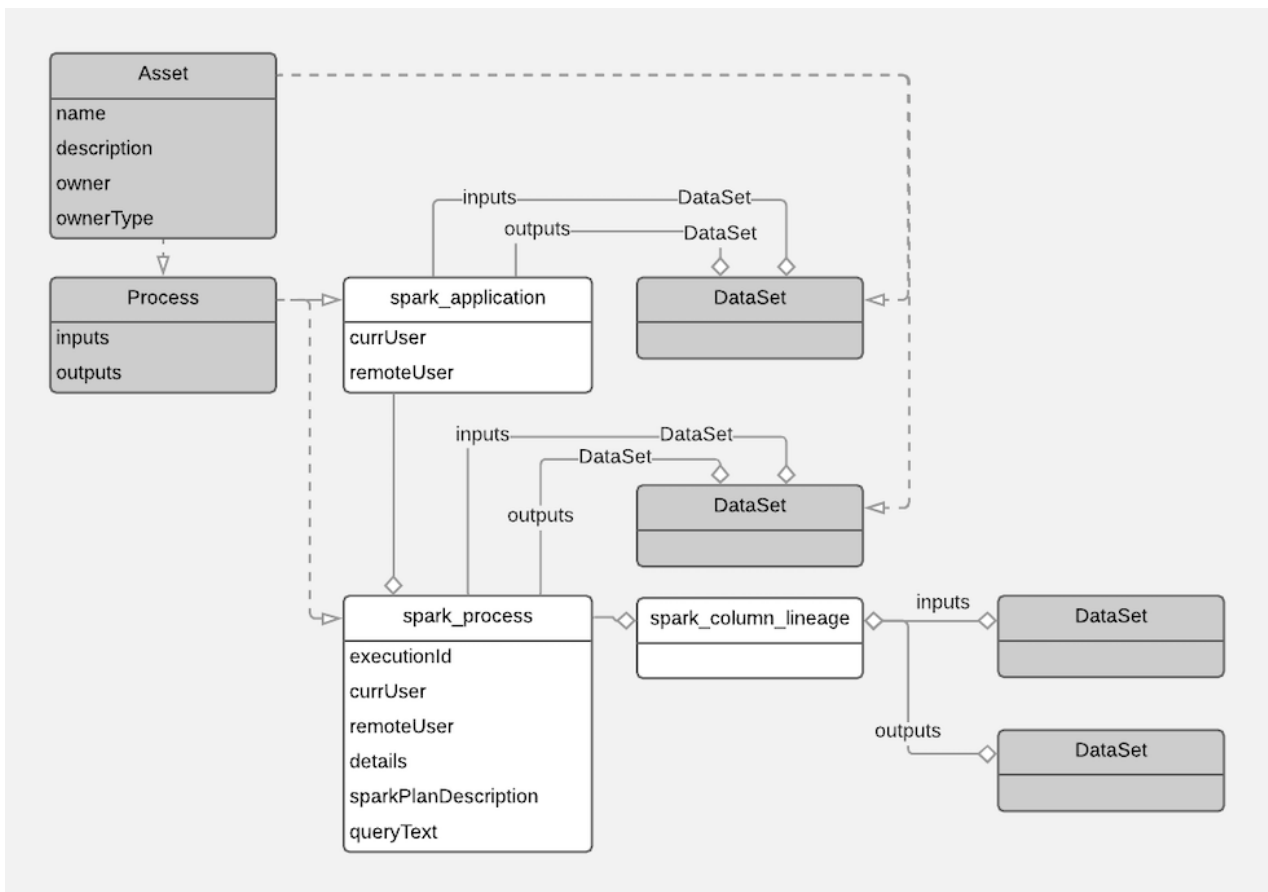 Asset
name
description
owner
ownerType
Process
inputs
outputs
inputs
DataSet
outputs
DataSet
spark_application
currUser
remoteUser
DataSet
inputs
DataSet
DataSet
outputs
DataSet
spark_process
executionId
currUser
remoteUser
details
sparkPlanDescription
queryText
spark_column_lineage
inputs
DataSet
outputs
DataSet